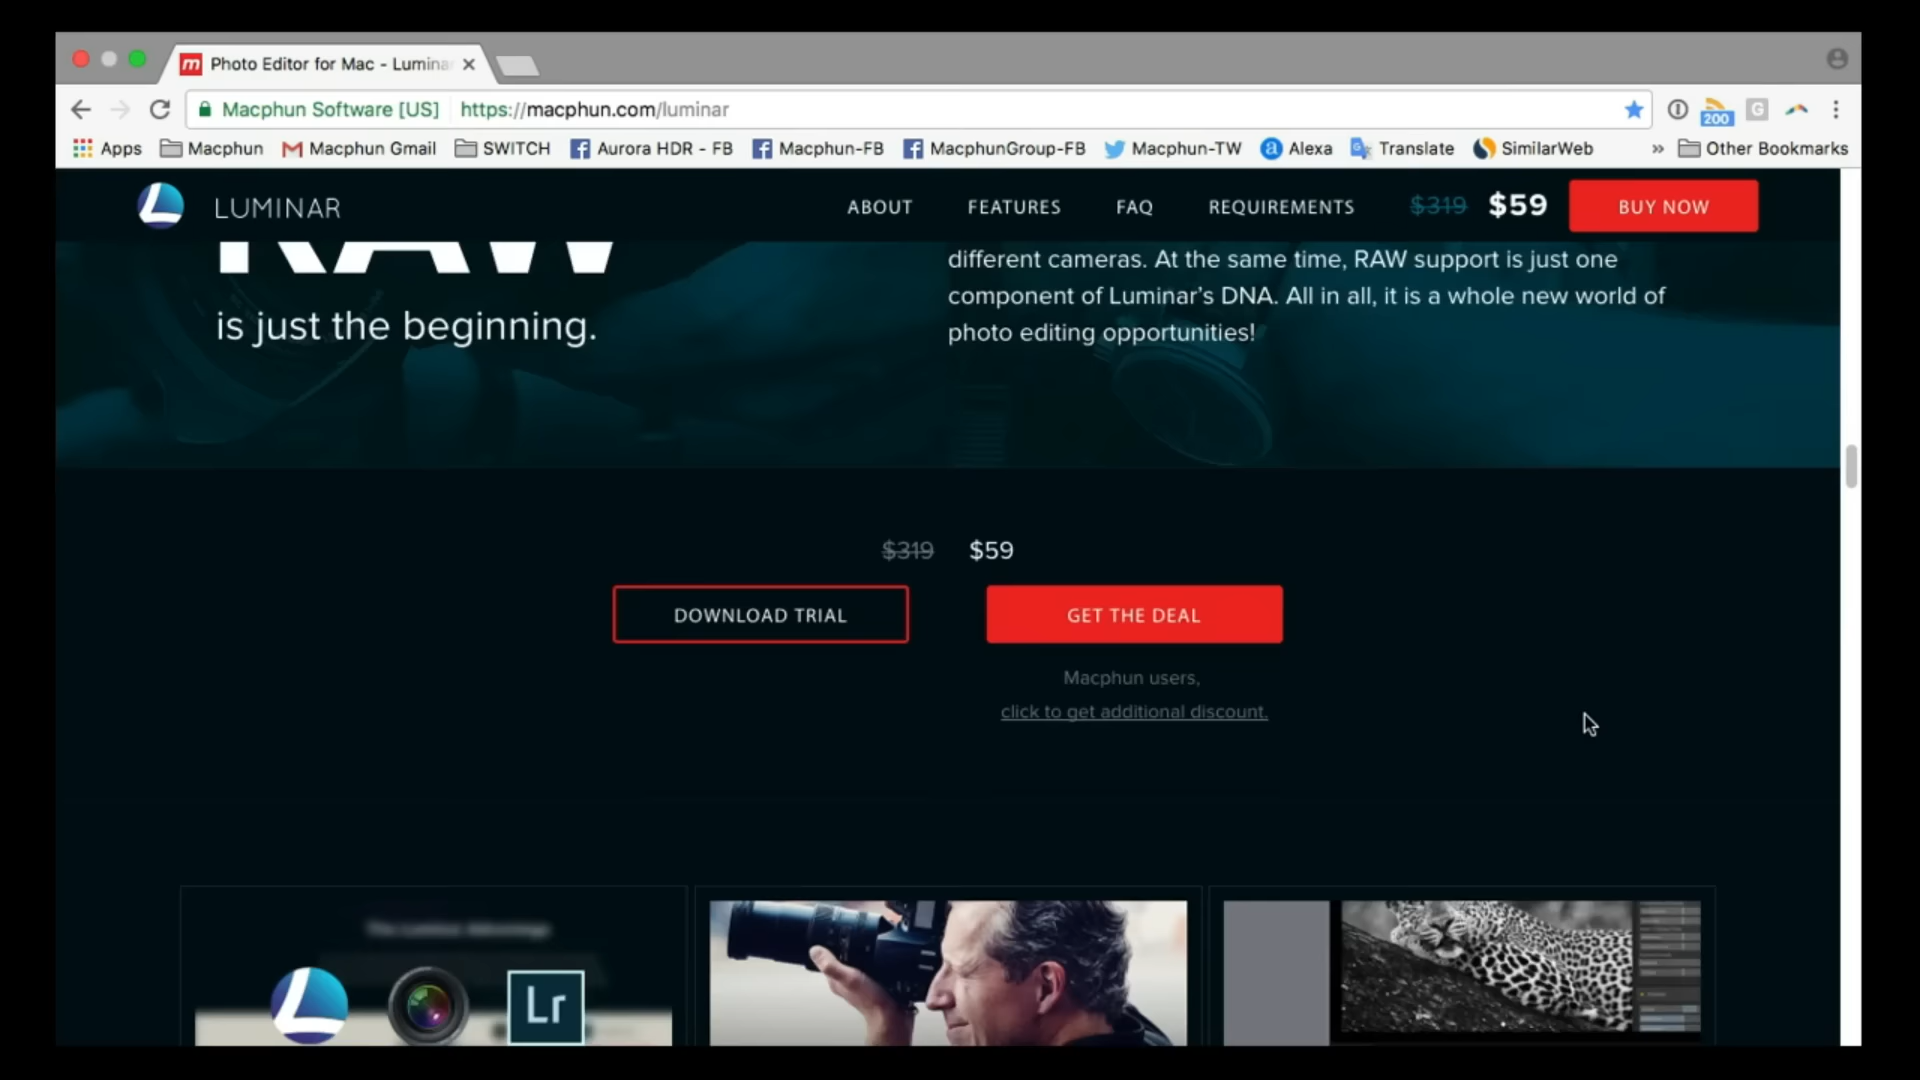 Photo Editor for Mac - Lumina
Macphun Software [US] https://macphun.com/luminar
200
G
Apps Macphun Macphun Gmail SWITCH Aurora HDR - FB Macphun-FB MacphunGroup-FB Macphun-TW Alexa Translate SimilarWeb » Other Bookmarks
LUMINAR ABOUT FEATURES FAQ REQUIREMENTS $319 $59 BUY NOW
RAW
is just the beginning.
different cameras. At the same time, RAW support is just one
component of Luminar's DNA. All in all, it is a whole new world of
photo editing opportunities!
$319 $59
DOWNLOAD TRIAL GET THE DEAL
Macphun users,
click to get additional discount.
Lr